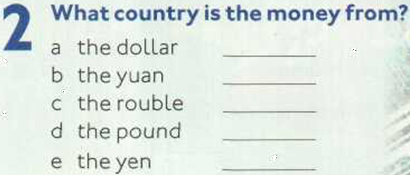 2 What country is the money from?
a the dollar
b the yuan
c the rouble
d the pound
e the yen